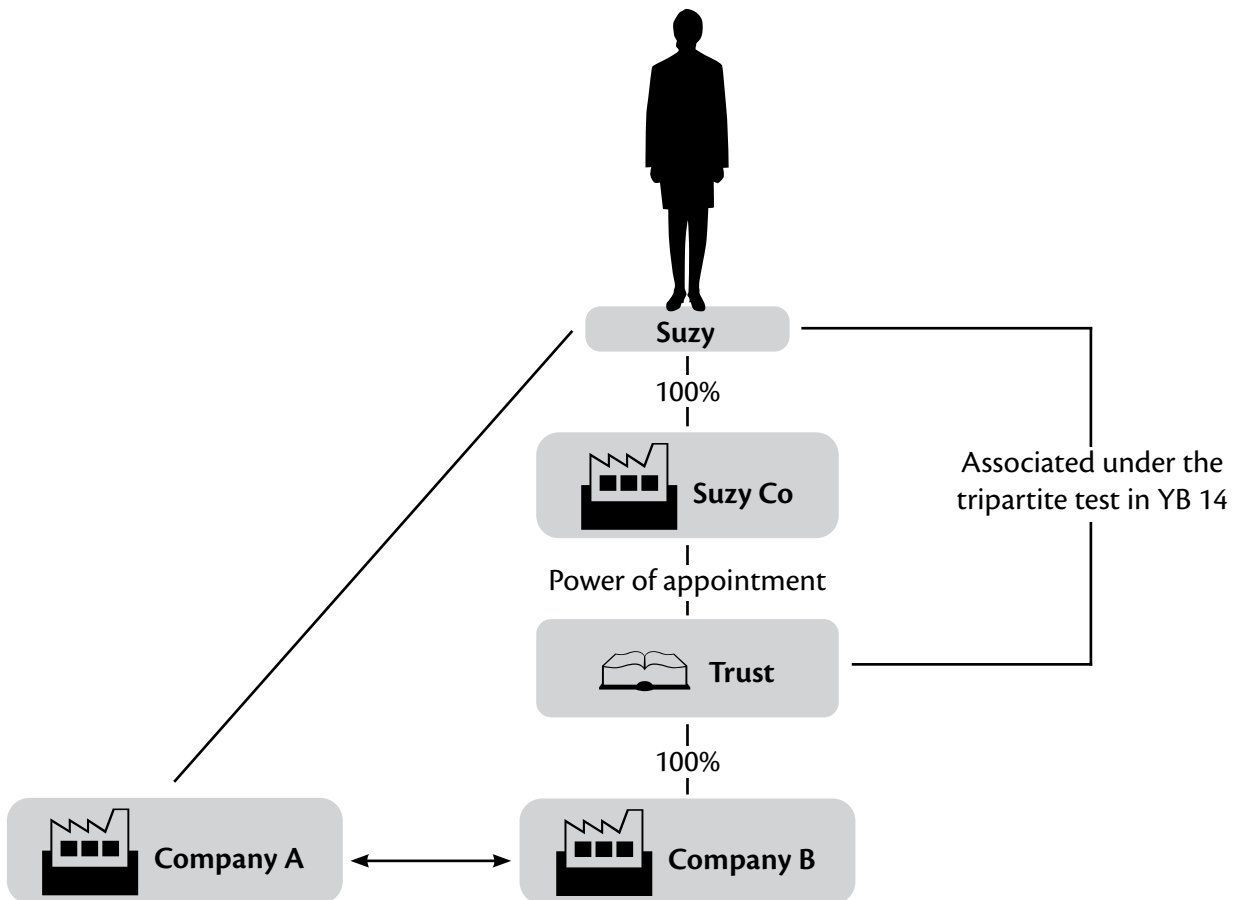 Suzy
100%
Suzy Co
Associated under the
tripartite test in YB 14
Power of appointment
Trust
100%
Company A
Company B